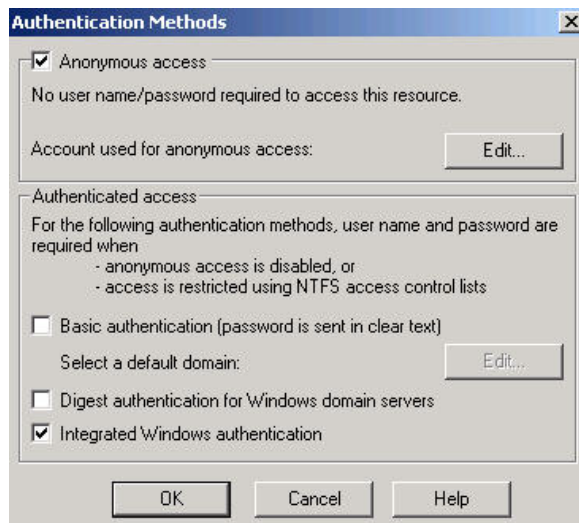 Authentication Methods
Anonymous access
No user name/password required to access this resource.
Account used for anonymous access:
Edit...
Authenticated access
For the following authentication methods, user name and password are
required when
- anonymous access is disabled, or
- access is restricted using NTFS access control lists
Basic authentication (password is sent in clear text)
Select a default domain:
Edit...
Digest authentication for Windows domain servers
Integrated Windows authentication
OK
Cancel
Help